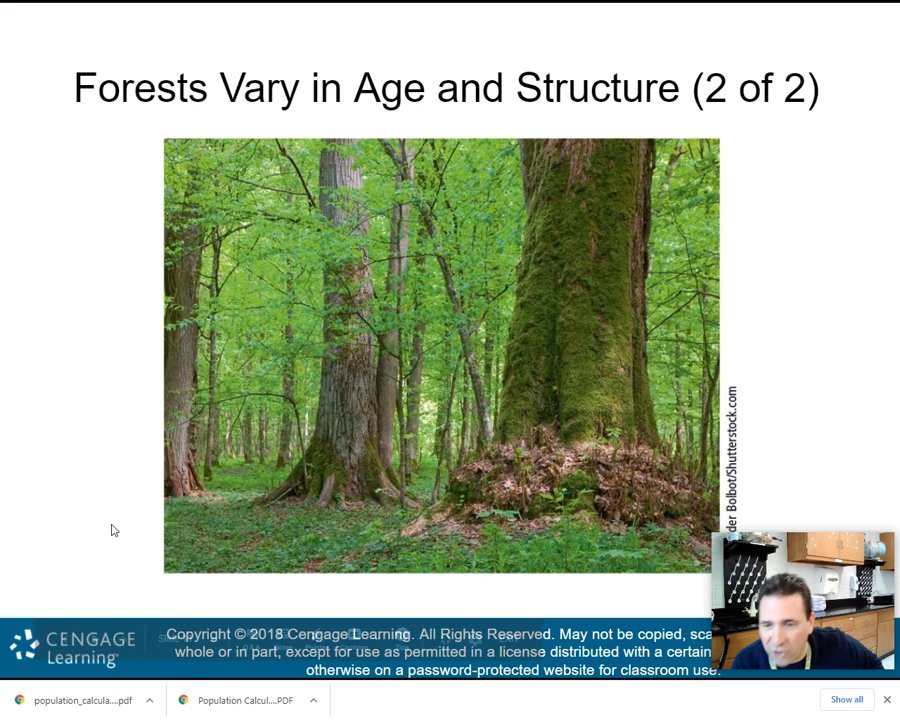 Forests Vary in Age and Structure (2 of 2)
der Bolbot/Shutterstock.com
CENGAGE
Learning™
Copyright © 2018 Cengage Learning. All Rights Reserved. May not be copied, sca
whole or in part, except for use as permitted in a license distributed with a certain
otherwise on a password-protected website for classroom use.
population_calcula....pdf
Population Calcul....PDF
Show all